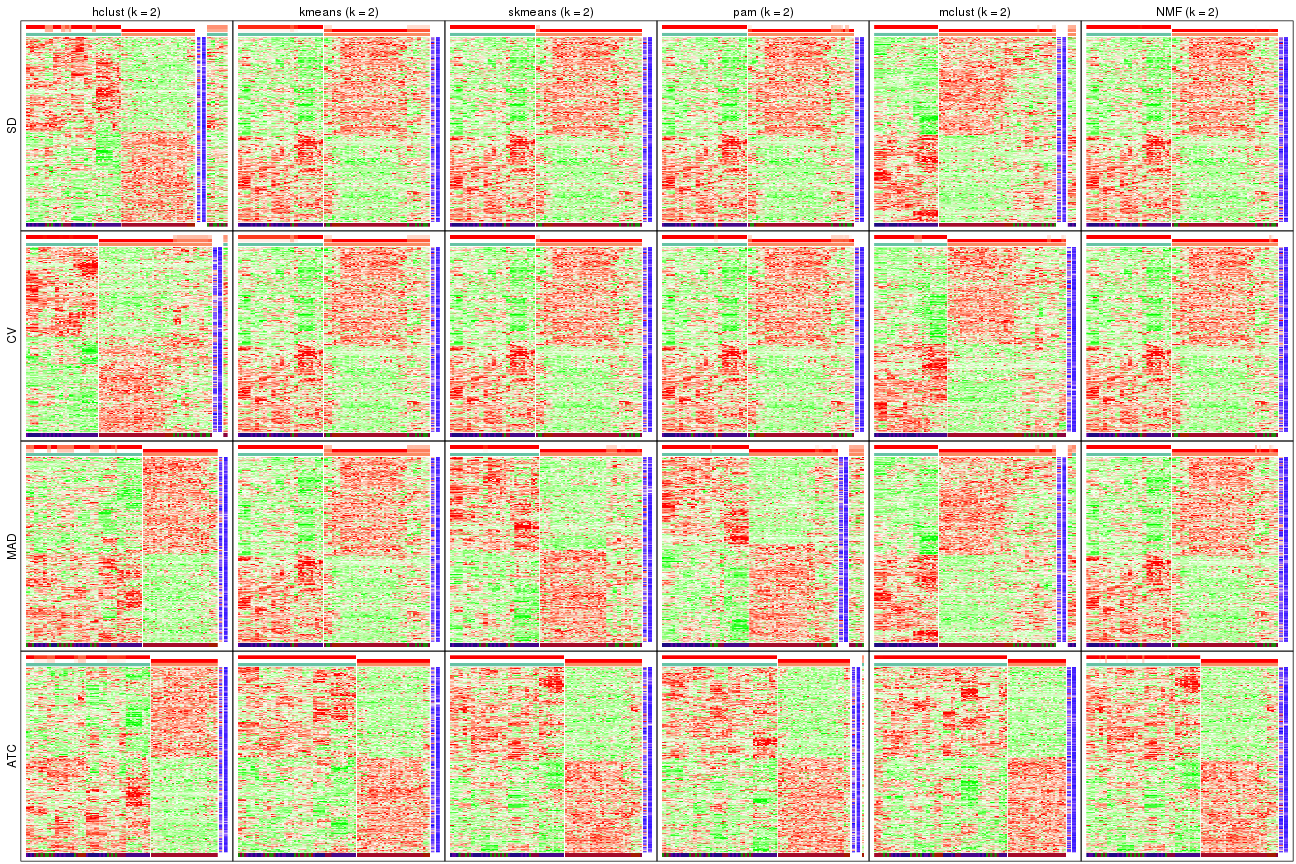 hclust (k = 2) kmeans (k = 2) skmeans (k = 2) pam (k = 2) mclust (k = 2) NMF (k = 2)
SD
CV
MAD
ATC